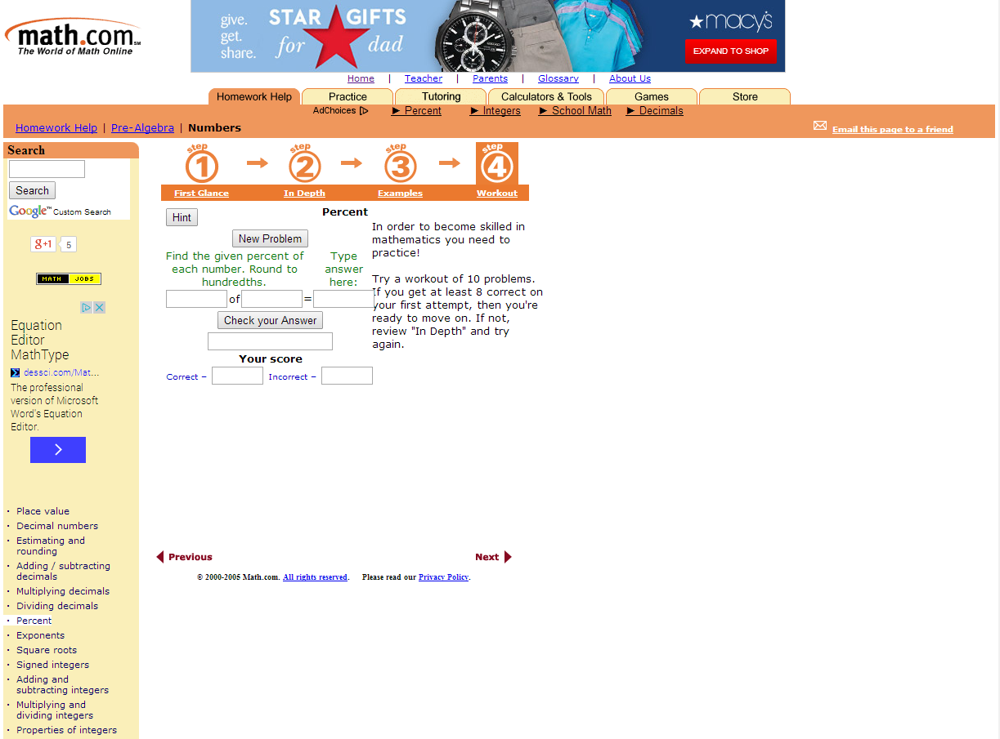 math.com SM
The World of Math Online
give.
get.
share.
STAR GIFTS
for dad
SEIKO
macy's
EXPAND TO SHOP
Home | Teacher | Parents | Glossary | About Us
Homework Help Practice Tutoring Calculators & Tools Games Store
AdChoices ► Percent ► Integers ► School Math ► Decimals
Homework Help | Pre-Algebra | Numbers
Email this page to a friend
Search
Search
Google™ Custom Search
g+1 5
MATH JOBS
Equation
Editor
MathType
dessci.com/Mat...
The professional
version of Microsoft
Word's Equation
Editor.
· Place value
· Decimal numbers
· Estimating and
rounding
· Adding / subtracting
decimals
· Multiplying decimals
· Dividing decimals
· Percent
· Exponents
· Square roots
· Signed integers
· Adding and
subtracting integers
· Multiplying and
dividing integers
· Properties of integers
step 1 step 2 step 3 step 4
First Glance In Depth Examples Workout
Percent
Hint
New Problem
Find the given percent of
each number. Round to
hundredths.
Type
answer
here:
of =
Check your Answer
Your score
Correct – Incorrect –
In order to become skilled in
mathematics you need to
practice!
Try a workout of 10 problems.
If you get at least 8 correct on
your first attempt, then you're
ready to move on. If not,
review "In Depth" and try
again.
Previous Next
© 2000-2005 Math.com. All rights reserved. Please read our Privacy Policy.